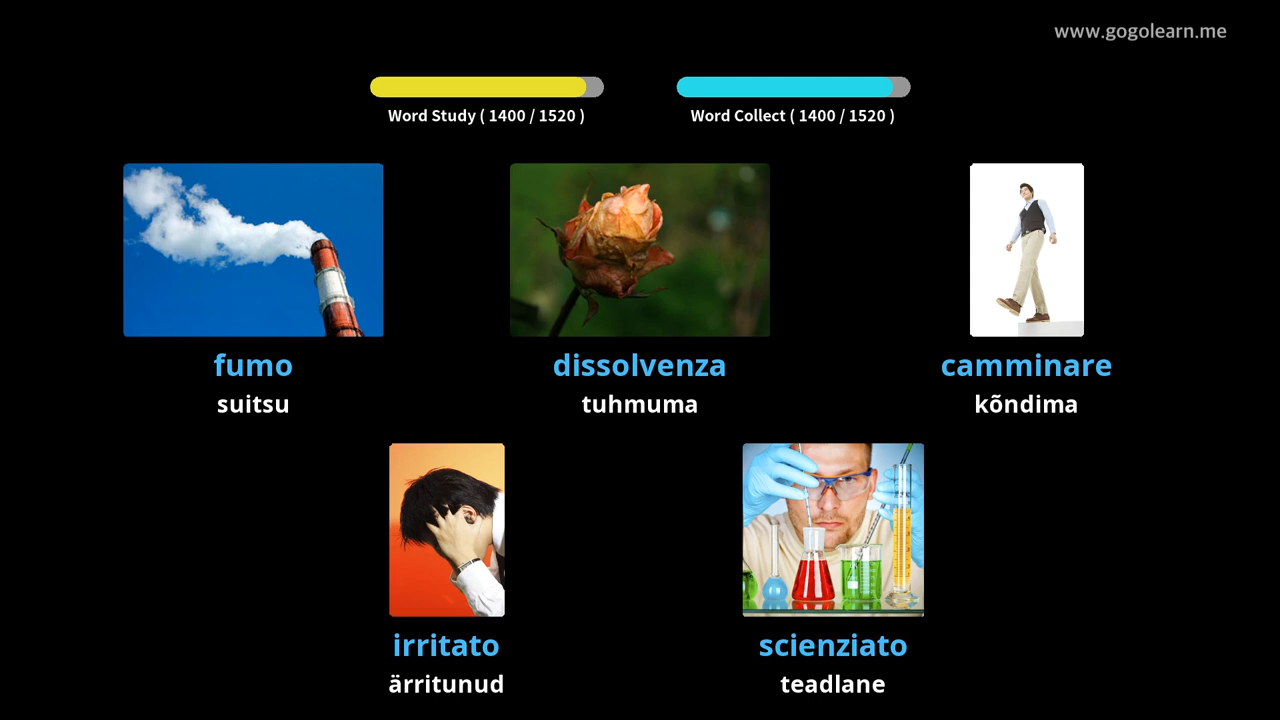 www.gogolearn.me
Word Study ( 1400 / 1520 )
Word Collect ( 1400 / 1520 )
fumo
suitsu
dissolvenza
tuhmuma
camminare
kõndima
irritato
ärritunud
scienziato
teadlane